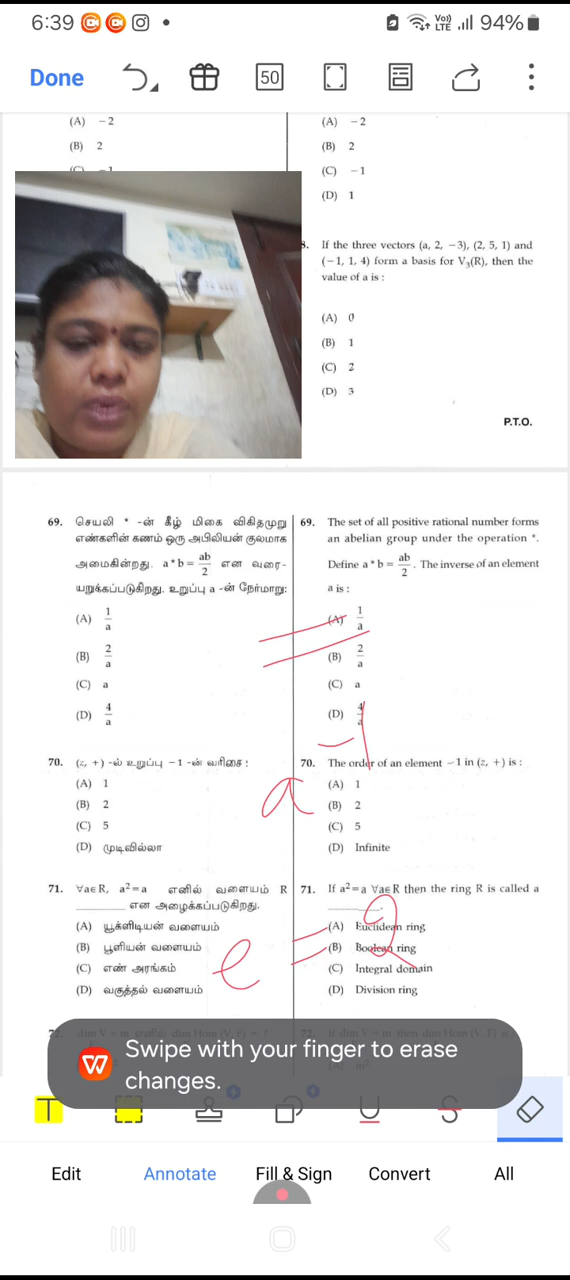 6:39
Vo)) LTE
94%
Done
50
(A) −2
(B) 2
(A) −2
(B) 2
(C) −1
(D) 1
If the three vectors (a, 2, −3), (2, 5, 1) and
(−1, 1, 4) form a basis for V₃(R), then the
value of a is :
(A) 0
(B) 1
(C) 2
(D) 3
P.T.O.
69. செயலி * -ன் கீழ் மிகை விகிதமுறு
எண்களின் கணம் ஒரு அபிலியன் குலமாக
அமைகின்றது. a * b = ab/2 என வரை-
யறுக்கப்படுகிறது. உறுப்பு a -ன் நேர்மாறு:
(A) 1/a
(B) 2/a
(C) a
(D) 4/a
69. The set of all positive rational number forms
an abelian group under the operation *.
Define a * b = ab/2. The inverse of an element
a is :
(A) 1/a
(B) 2/a
(C) a
(D) 4/a
a⁻¹
70. (z, +) -ல் உறுப்பு −1 -ன் வரிசை :
(A) 1
(B) 2
(C) 5
(D) முடிவில்லா
70. The order of an element −1 in (z, +) is :
(A) 1
(B) 2
(C) 5
(D) Infinite
71. ∀a∈R, a²=a எனில் வளையம் R
________ என அழைக்கப்படுகிறது.
(A) யூக்ளிடியன் வளையம்
(B) பூளியன் வளையம்
(C) எண் அரங்கம்
(D) வகுத்தல் வளையம்
71. If a²=a ∀a∈R then the ring R is called a
________.
(A) Euclidean ring
(B) Boolean ring
(C) Integral domain
(D) Division ring
e = 2
Swipe with your finger to erase
changes.
Edit
Annotate
Fill & Sign
Convert
All